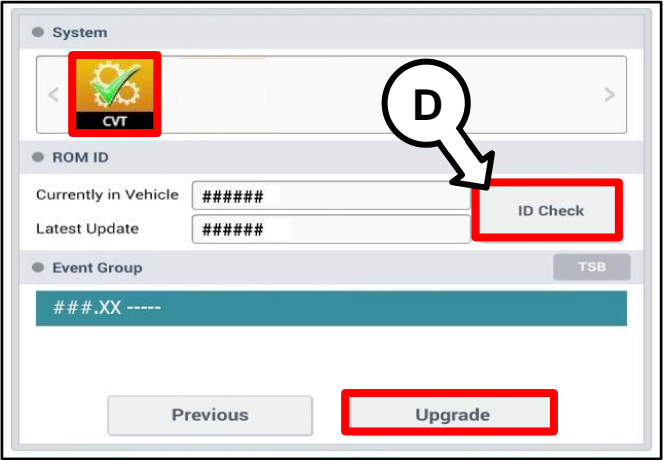 System
<
CVT
>
D
ROM ID
Currently in Vehicle ######
ID Check
Latest Update ######
Event Group TSB
###.XX -----
Previous Upgrade